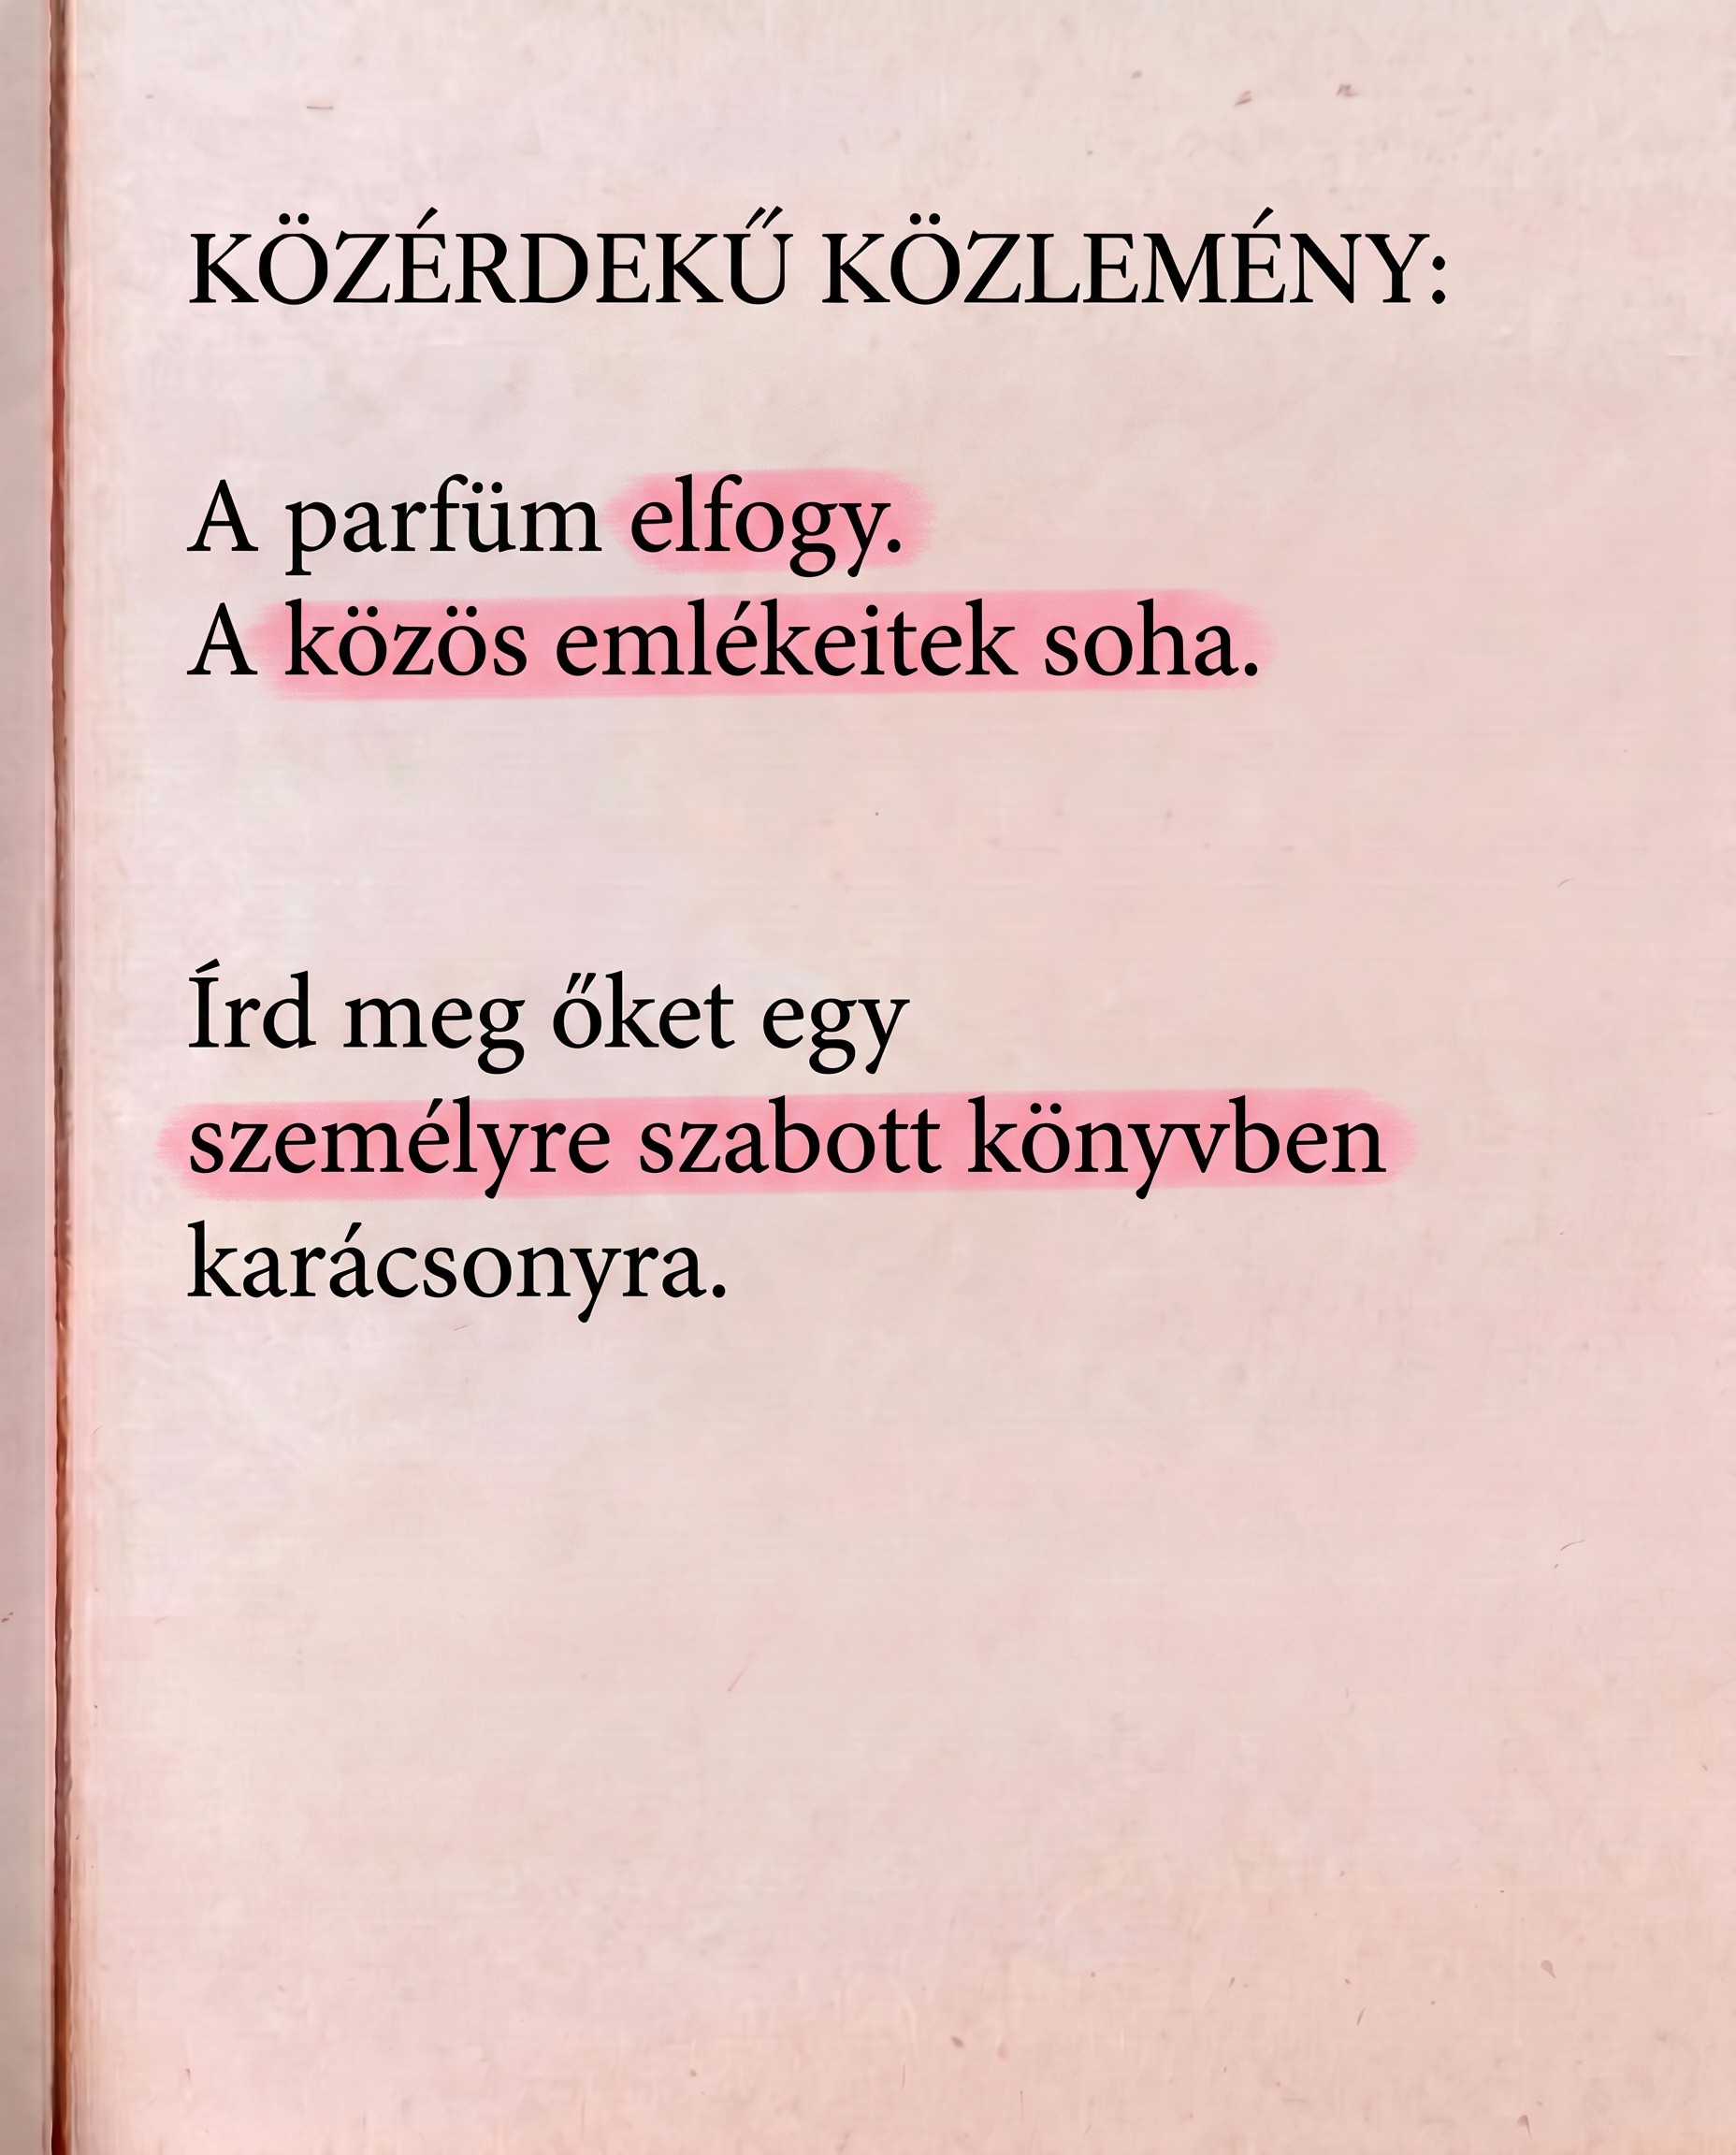 KÖZÉRDEKŰ KÖZLEMÉNY:
A parfüm elfogy.
A közös emlékeitek soha.
Írd meg őket egy
személyre szabott könyvben
karácsonyra.